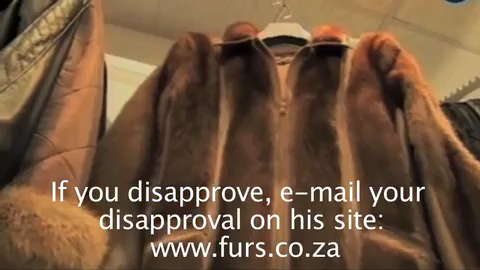 If you disapprove, e-mail your
disapproval on his site:
www.furs.co.za